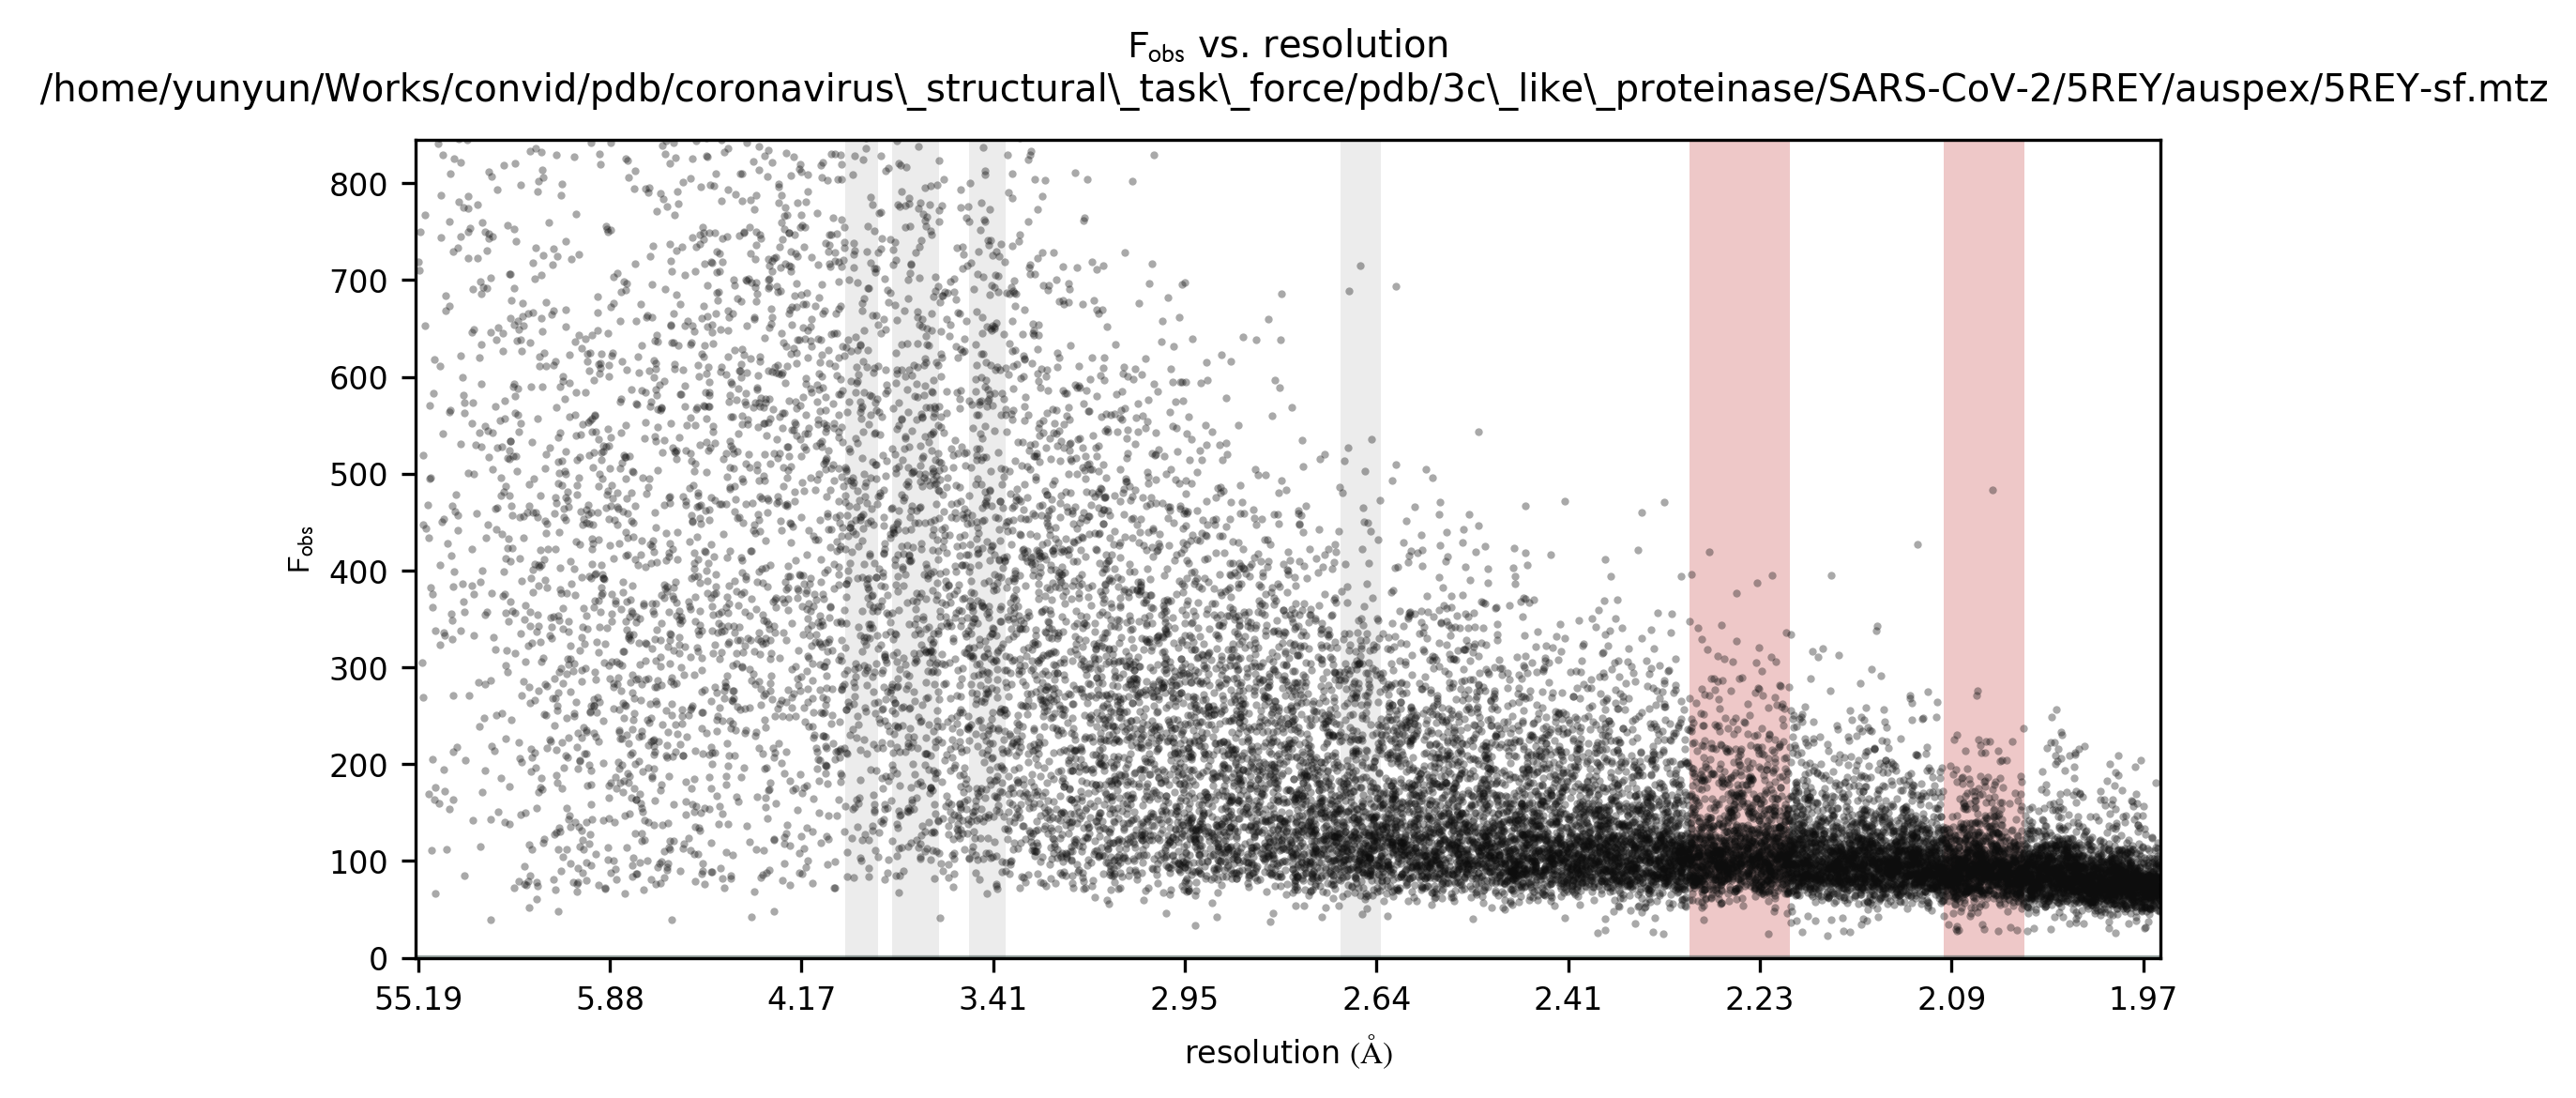 F_obs vs. resolution
/home/yunyun/Works/convid/pdb/coronavirus\_structural\_task\_force/pdb/3c\_like\_proteinase/SARS-CoV-2/5REY/auspex/5REY-sf.mtz
800
700
600
500
400
300
200
100
0
F_obs
55.19 5.88 4.17 3.41 2.95 2.64 2.41 2.23 2.09 1.97
resolution (Å)